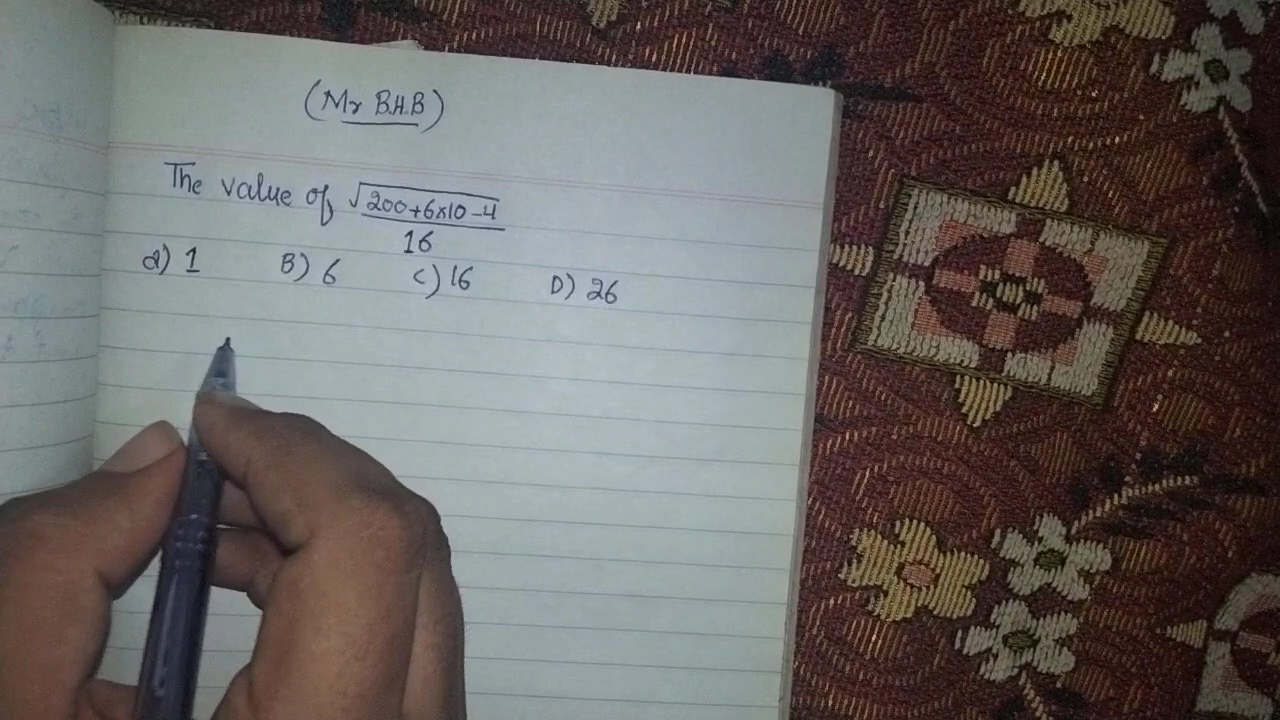 (Mr B.H.B)
The value of, √200+6×10-4
16
a) 1 B) 6 C) 16 D) 26